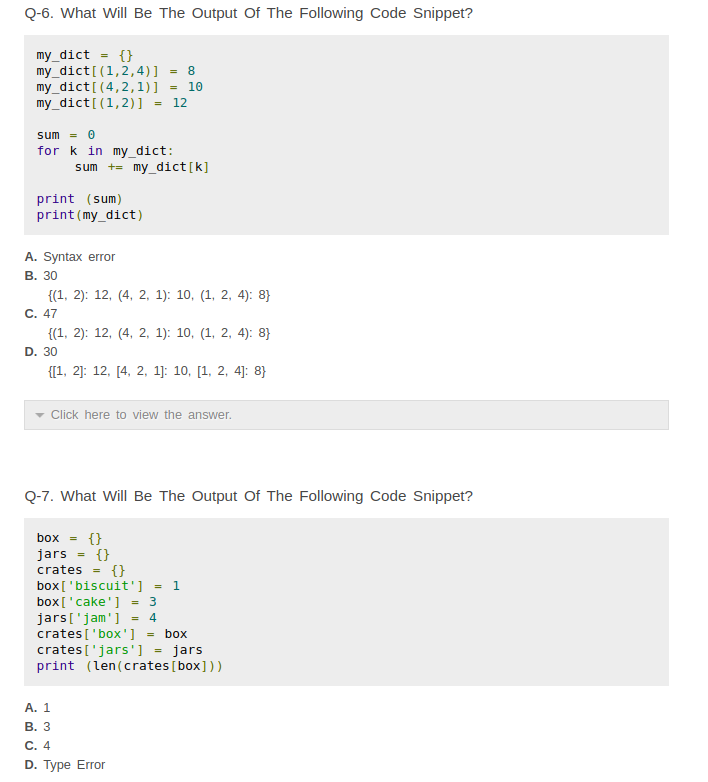 Q-6. What Will Be The Output Of The Following Code Snippet?
my_dict = {}
my_dict[(1,2,4)] = 8
my_dict[(4,2,1)] = 10
my_dict[(1,2)] = 12
sum = 0
for k in my_dict:
     sum += my_dict[k]
print (sum)
print(my_dict)
A. Syntax error
B. 30
{(1, 2): 12, (4, 2, 1): 10, (1, 2, 4): 8}
C. 47
{(1, 2): 12, (4, 2, 1): 10, (1, 2, 4): 8}
D. 30
{[1, 2]: 12, [4, 2, 1]: 10, [1, 2, 4]: 8}
Click here to view the answer.
Q-7. What Will Be The Output Of The Following Code Snippet?
box = {}
jars = {}
crates = {}
box['biscuit'] = 1
box['cake'] = 3
jars['jam'] = 4
crates['box'] = box
crates['jars'] = jars
print (len(crates[box]))
A. 1
B. 3
C. 4
D. Type Error